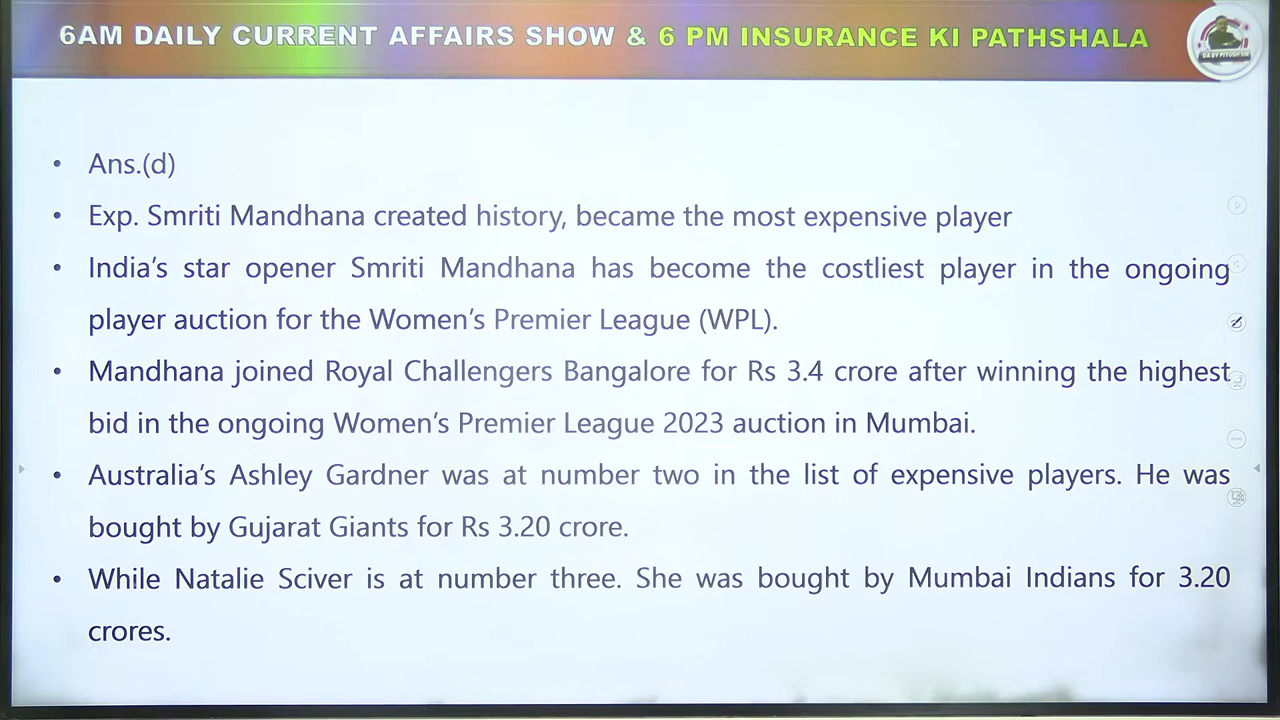 6AM DAILY CURRENT AFFAIRS SHOW & 6 PM INSURANCE KI PATHSHALA
• Ans.(d)
• Exp. Smriti Mandhana created history, became the most expensive player
• India's star opener Smriti Mandhana has become the costliest player in the ongoing
player auction for the Women's Premier League (WPL).
• Mandhana joined Royal Challengers Bangalore for Rs 3.4 crore after winning the highest
bid in the ongoing Women's Premier League 2023 auction in Mumbai.
• Australia's Ashley Gardner was at number two in the list of expensive players. He was
bought by Gujarat Giants for Rs 3.20 crore.
• While Natalie Sciver is at number three. She was bought by Mumbai Indians for 3.20
crores.